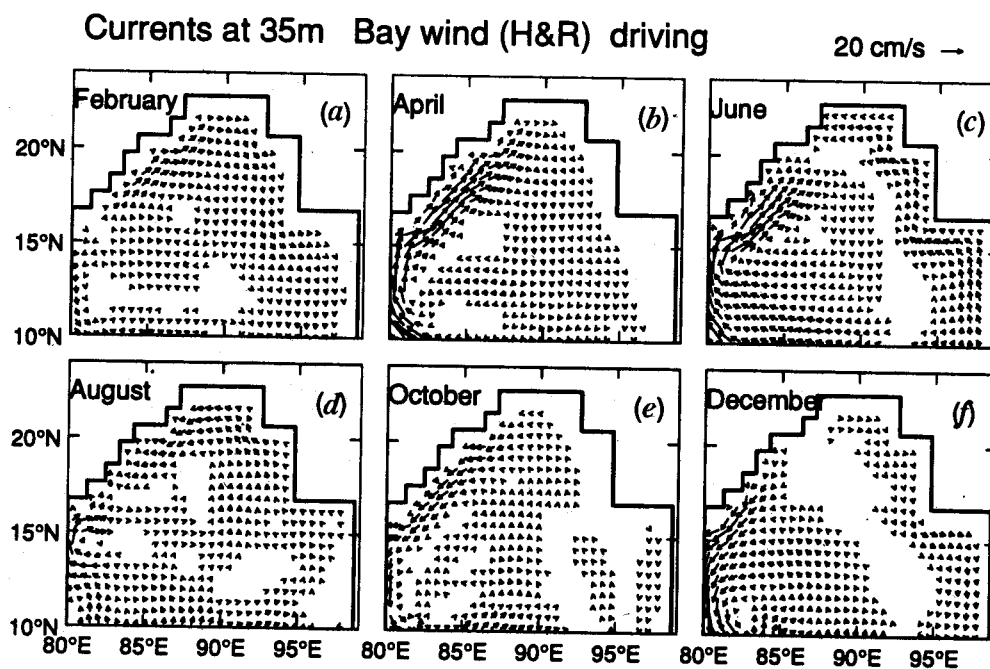 Currents at 35m Bay wind (H&R) driving
20 cm/s →
February (a)
April (b)
June (c)
20°N
15°N
10°N
August (d)
October (e)
December (f)
20°N
15°N
10°N
80°E 85°E 90°E 95°E 80°E 85°E 90°E 95°E 80°E 85°E 90°E 95°E